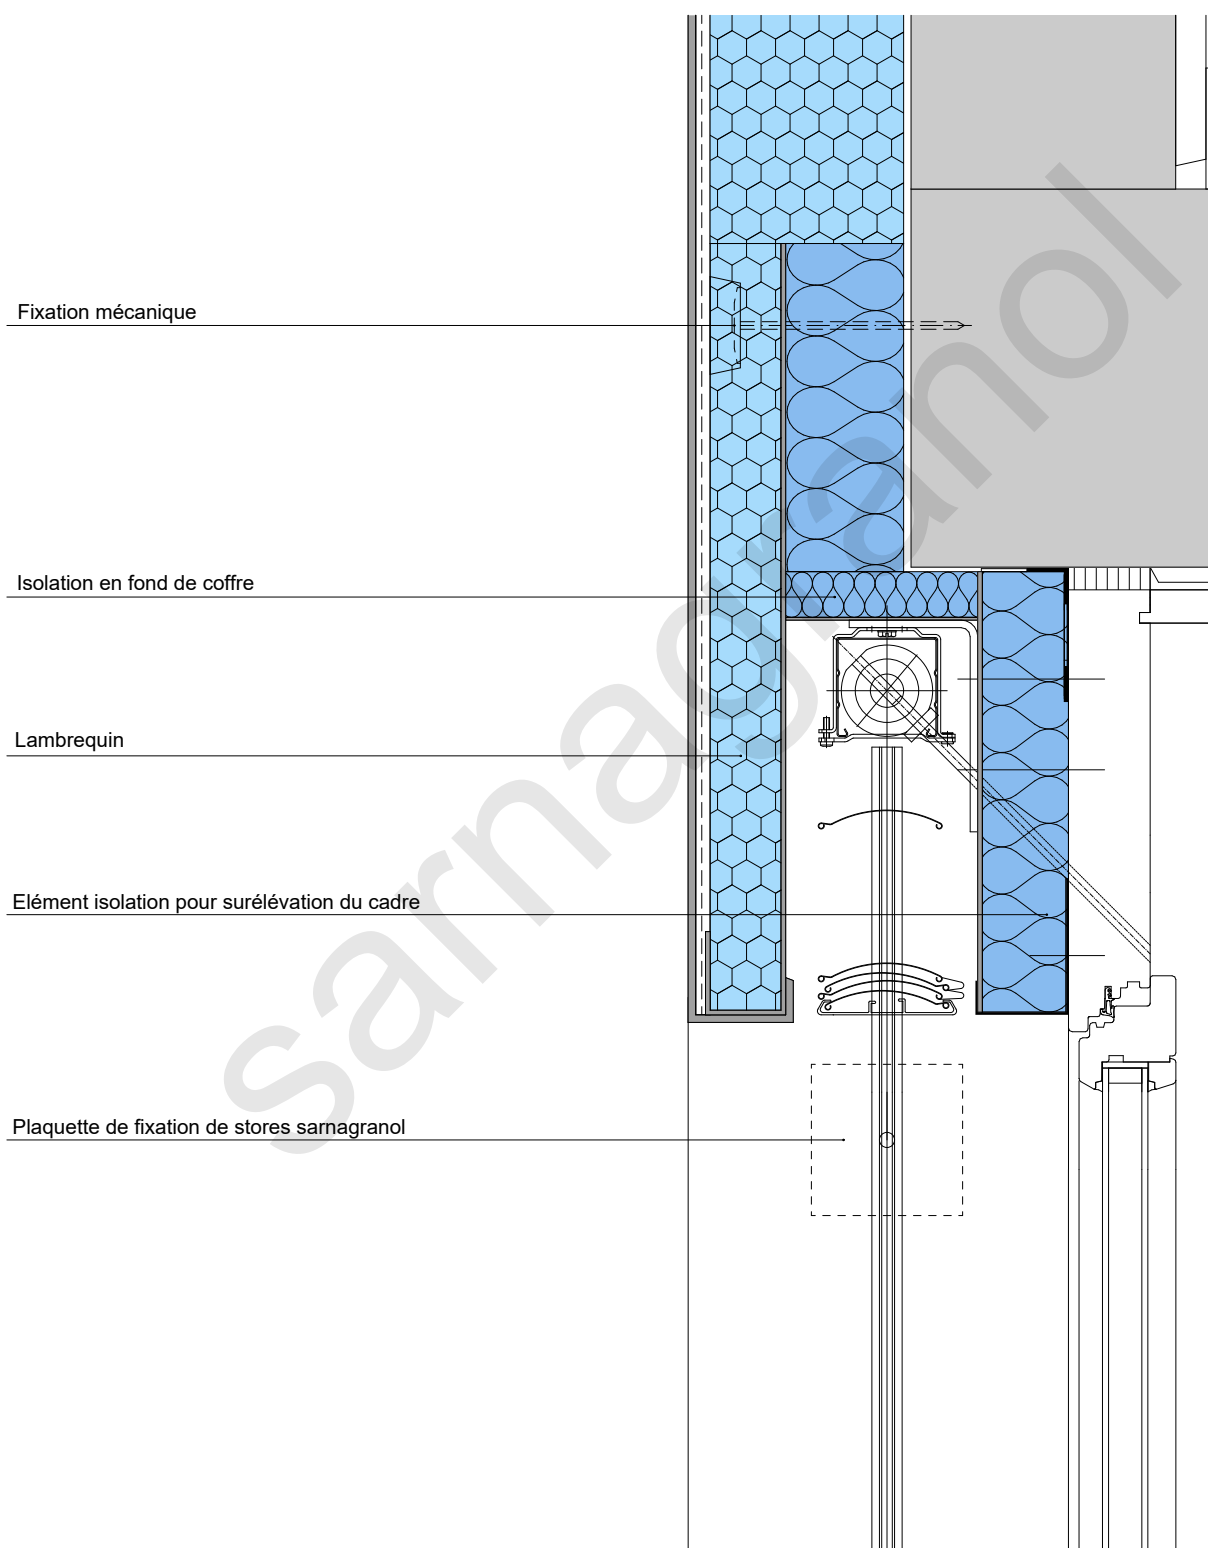 Fixation mécanique
Isolation en fond de coffre
Lambrequin
Elément isolation pour surélévation du cadre
Plaquette de fixation de stores sarnagranol
sarnagranol